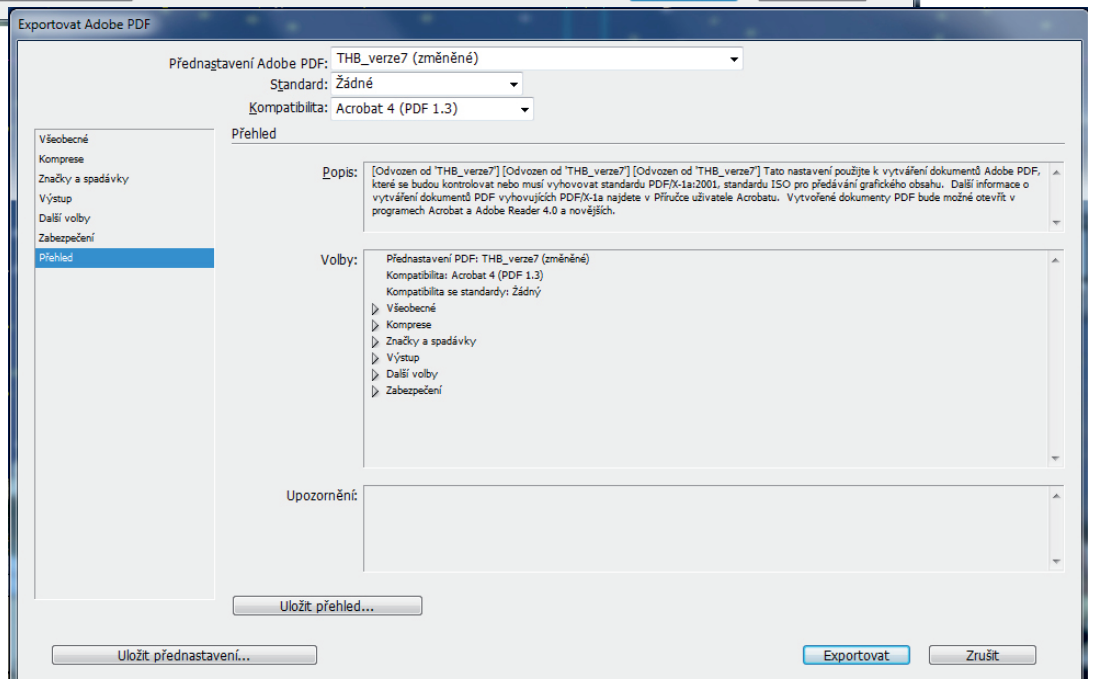 Exportovat Adobe PDF
Přednastavení Adobe PDF: THB_verze7 (změněné)
Standard: Žádné
Kompatibilita: Acrobat 4 (PDF 1.3)
Všeobecné
Komprese
Značky a spadávky
Výstup
Další volby
Zabezpečení
Přehled
Přehled
Popis: [Odvozen od 'THB_verze7'] [Odvozen od 'THB_verze7'] [Odvozen od 'THB_verze7'] Tato nastavení použijte k vytváření dokumentů Adobe PDF,
které se budou kontrolovat nebo musí vyhovovat standardu PDF/X-1a:2001, standardu ISO pro předávání grafického obsahu. Další informace o
vytváření dokumentů PDF vyhovujících PDF/X-1a najdete v Příručce uživatele Acrobatu. Vytvořené dokumenty PDF bude možné otevřít v
programech Acrobat a Adobe Reader 4.0 a novějších.
Volby: Přednastavení PDF: THB_verze7 (změněné)
Kompatibilita: Acrobat 4 (PDF 1.3)
Kompatibilita se standardy: Žádný
Všeobecné
Komprese
Značky a spadávky
Výstup
Další volby
Zabezpečení
Upozornění:
Uložit přehled...
Uložit přednastavení...
Exportovat
Zrušit